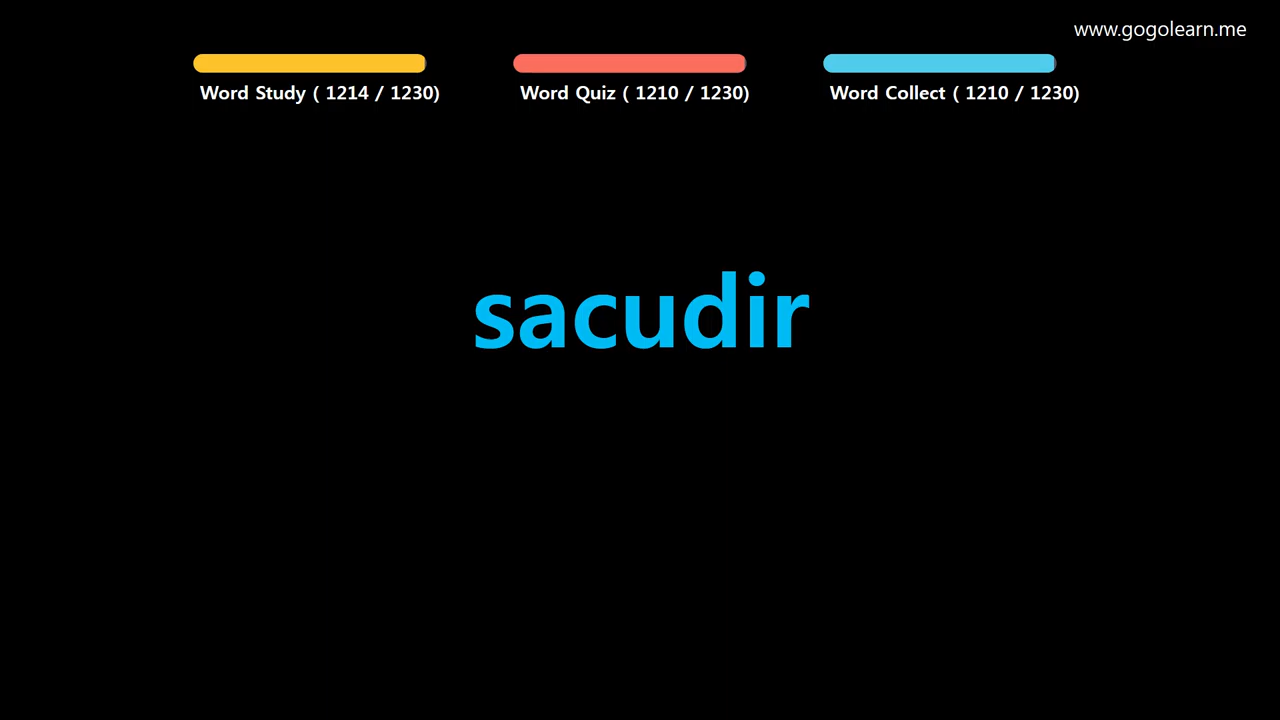 www.gogolearn.me
Word Study ( 1214 / 1230)
Word Quiz ( 1210 / 1230)
Word Collect ( 1210 / 1230)
sacudir